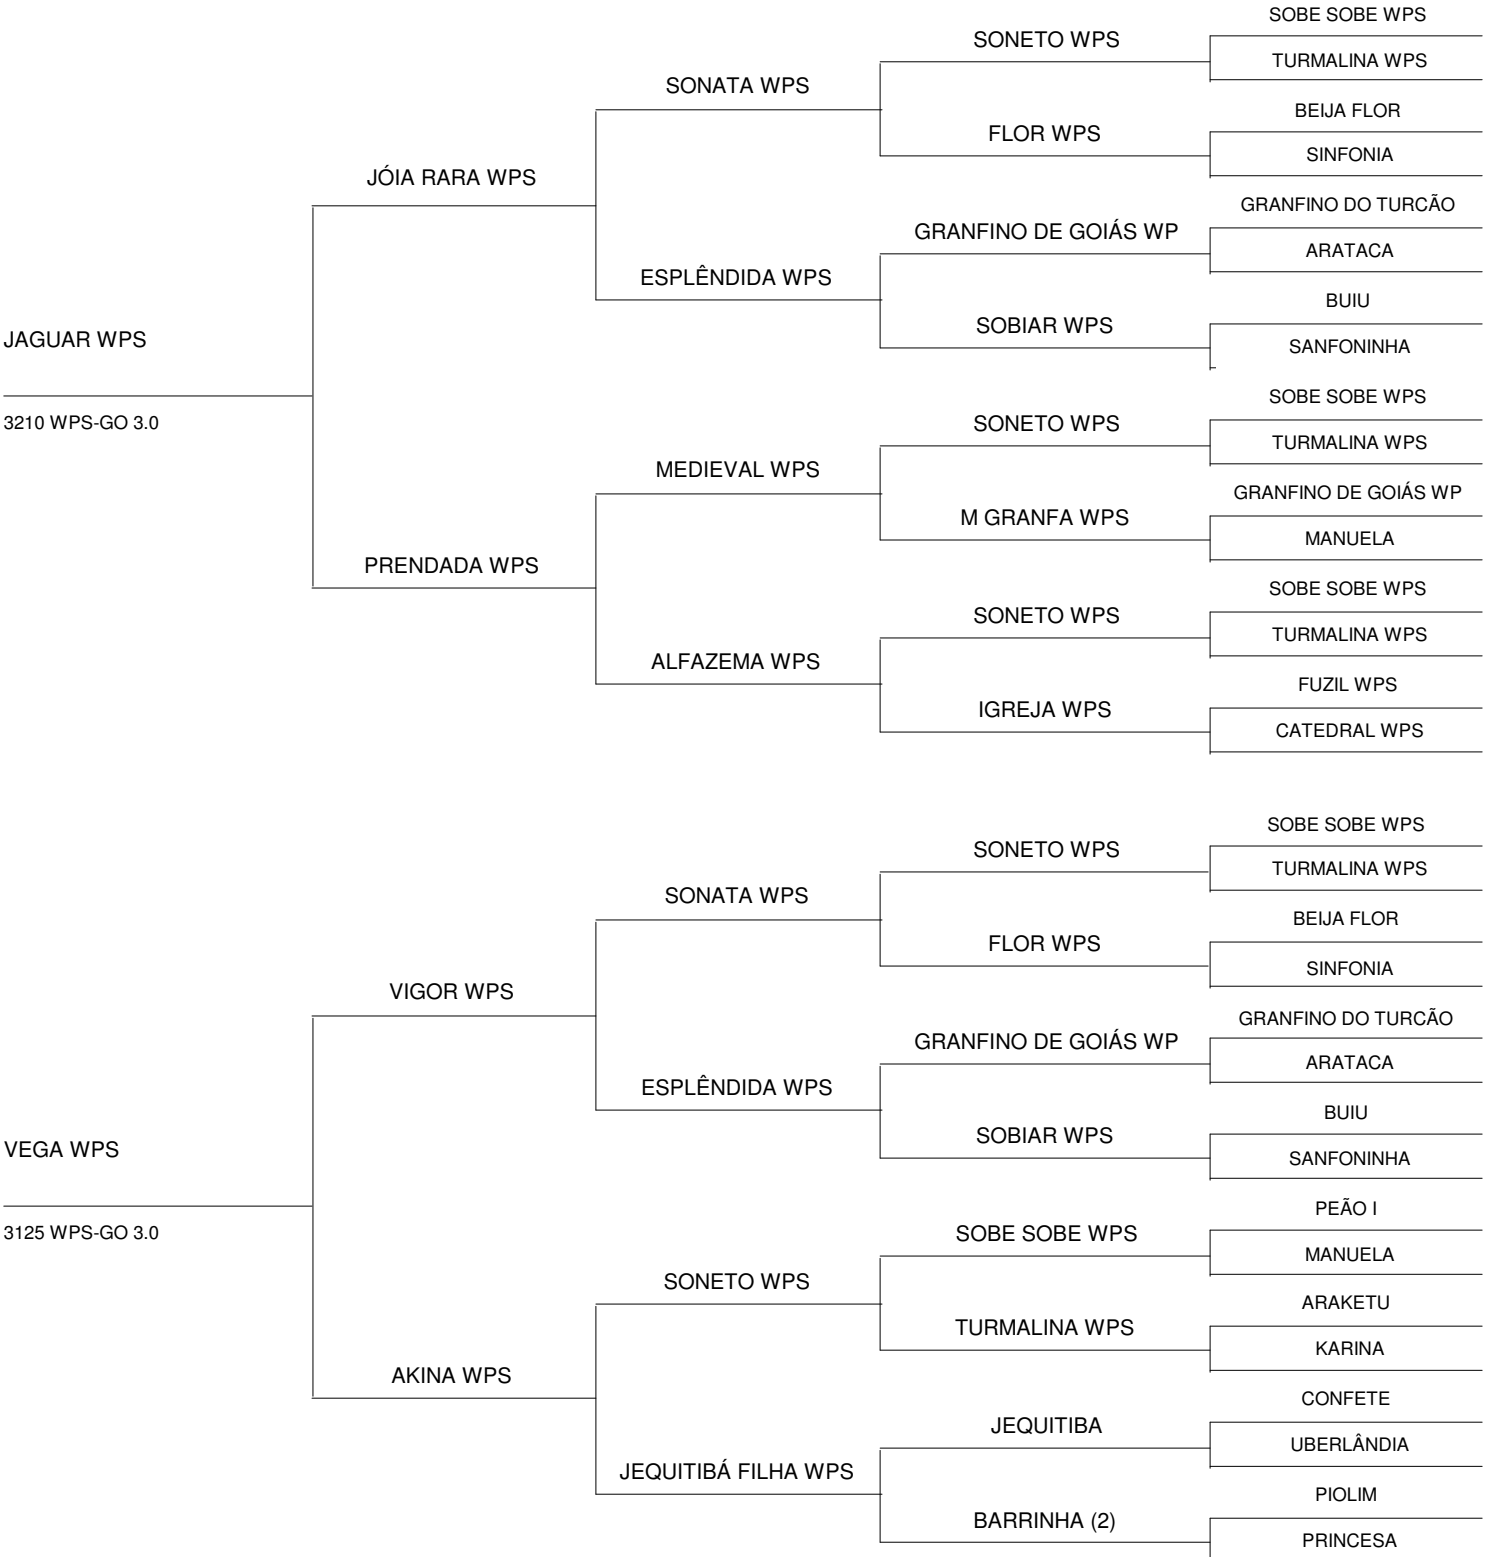 SOBE SOBE WPS
SONETO WPS
TURMALINA WPS
SONATA WPS
BEIJA FLOR
FLOR WPS
SINFONIA
JÓIA RARA WPS
GRANFINO DO TURCÃO
GRANFINO DE GOIÁS WP
ARATACA
ESPLÊNDIDA WPS
BUIU
SOBIAR WPS
JAGUAR WPS
SANFONINHA
SOBE SOBE WPS
3210 WPS-GO 3.0
SONETO WPS
TURMALINA WPS
MEDIEVAL WPS
GRANFINO DE GOIÁS WP
M GRANFA WPS
MANUELA
PRENDADA WPS
SOBE SOBE WPS
SONETO WPS
TURMALINA WPS
ALFAZEMA WPS
FUZIL WPS
IGREJA WPS
CATEDRAL WPS
SOBE SOBE WPS
SONETO WPS
TURMALINA WPS
SONATA WPS
BEIJA FLOR
FLOR WPS
SINFONIA
VIGOR WPS
GRANFINO DO TURCÃO
GRANFINO DE GOIÁS WP
ARATACA
ESPLÊNDIDA WPS
BUIU
SOBIAR WPS
VEGA WPS
SANFONINHA
PEÃO I
3125 WPS-GO 3.0
SOBE SOBE WPS
MANUELA
SONETO WPS
ARAKETU
TURMALINA WPS
KARINA
AKINA WPS
CONFETE
JEQUITIBA
UBERLÂNDIA
JEQUITIBÁ FILHA WPS
PIOLIM
BARRINHA (2)
PRINCESA